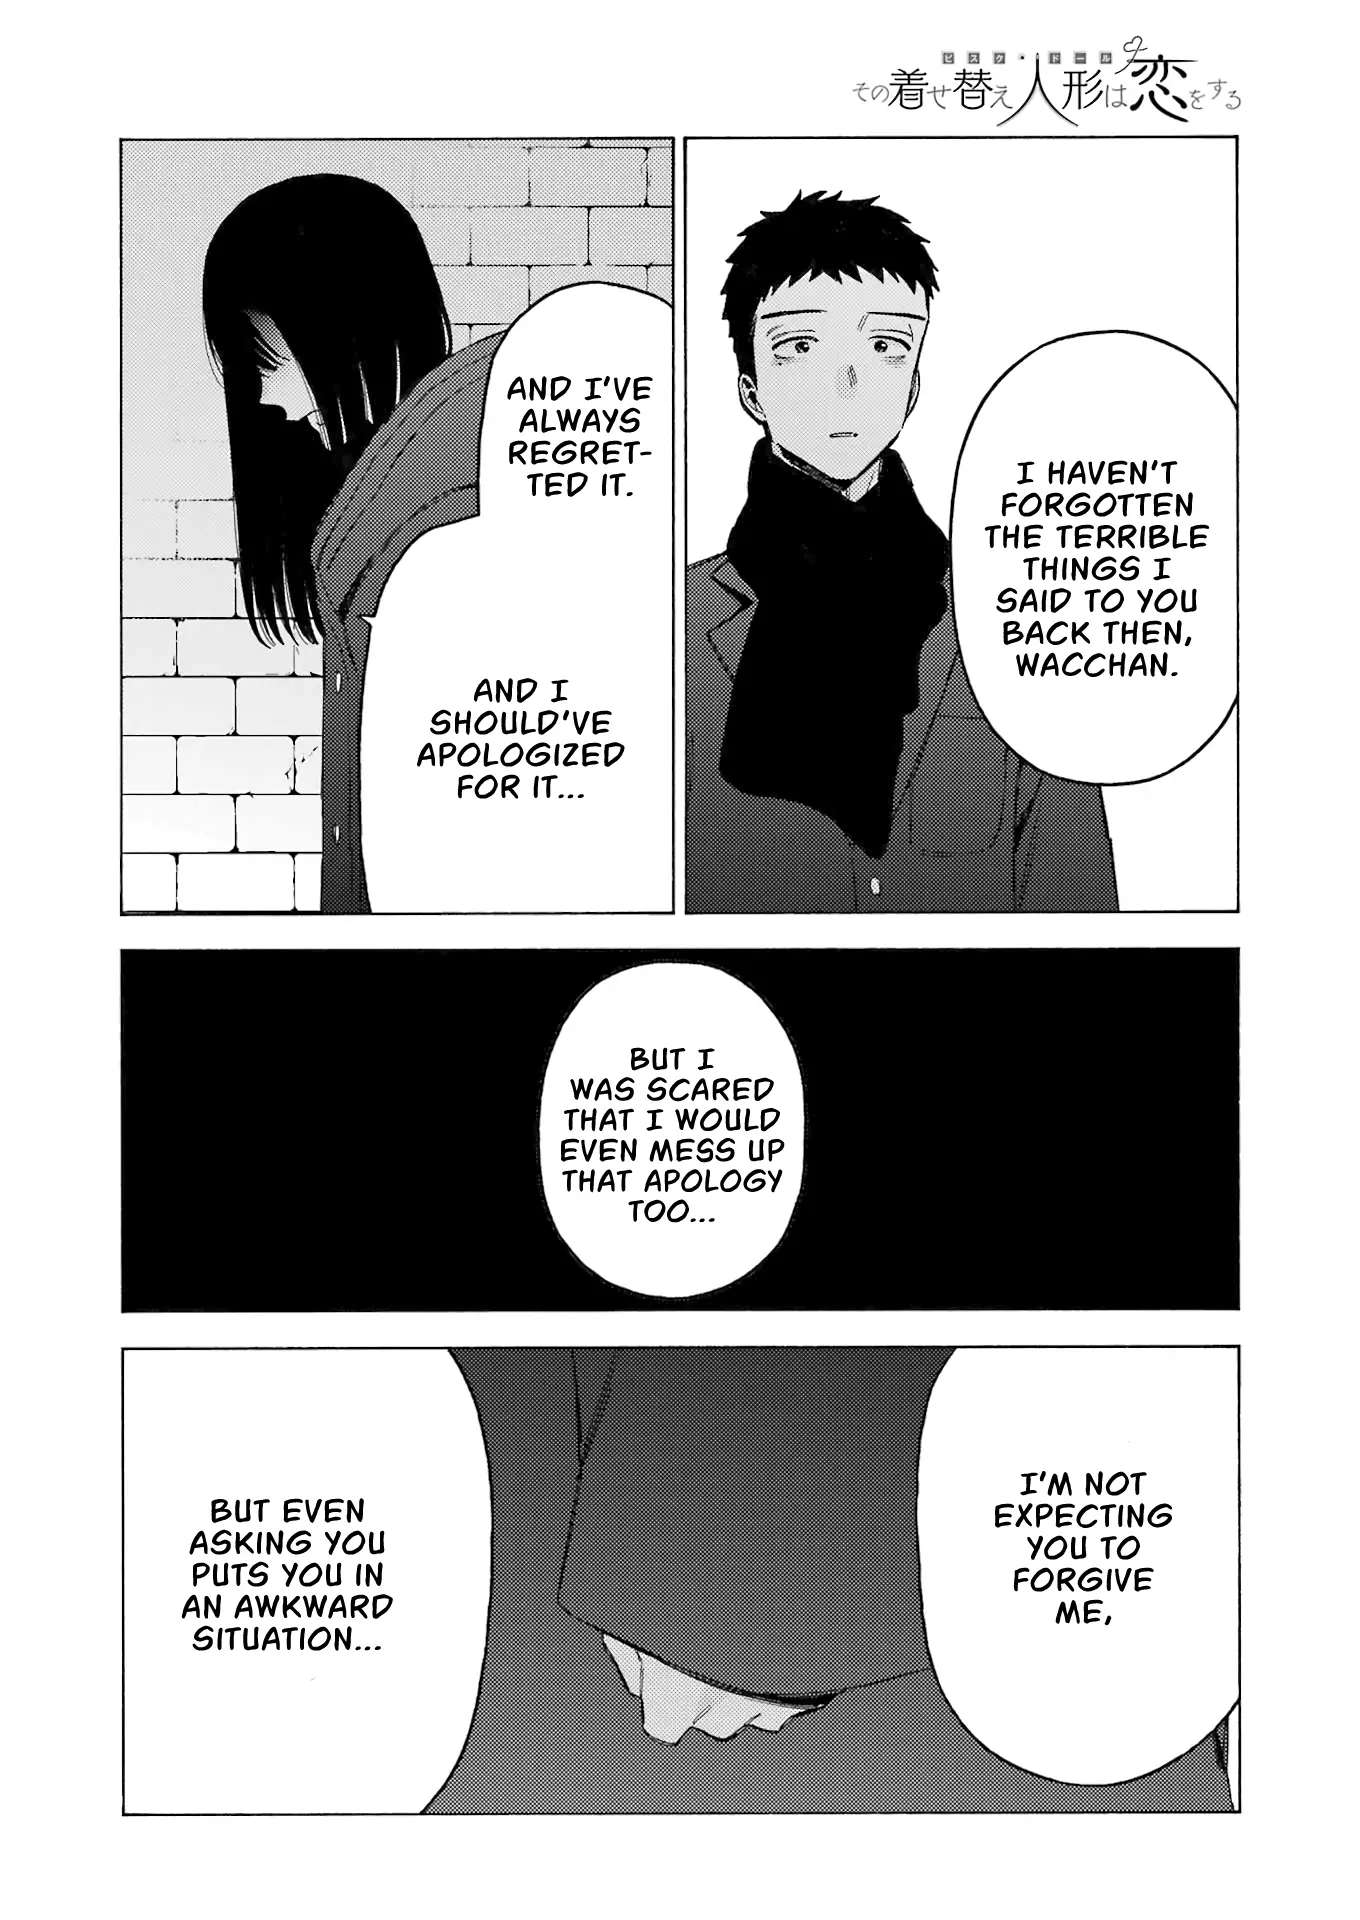 ビスク・ドール
その着せ替え人形は恋をする
I HAVEN'T
FORGOTTEN
THE TERRIBLE
THINGS I
SAID TO YOU
BACK THEN,
WACCHAN.
AND I'VE
ALWAYS
REGRET-
TED IT.
AND I
SHOULD'VE
APOLOGIZED
FOR IT...
BUT I
WAS SCARED
THAT I WOULD
EVEN MESS UP
THAT APOLOGY
TOO...
I'M NOT
EXPECTING
YOU TO
FORGIVE
ME,
BUT EVEN
ASKING YOU
PUTS YOU IN
AN AWKWARD
SITUATION...